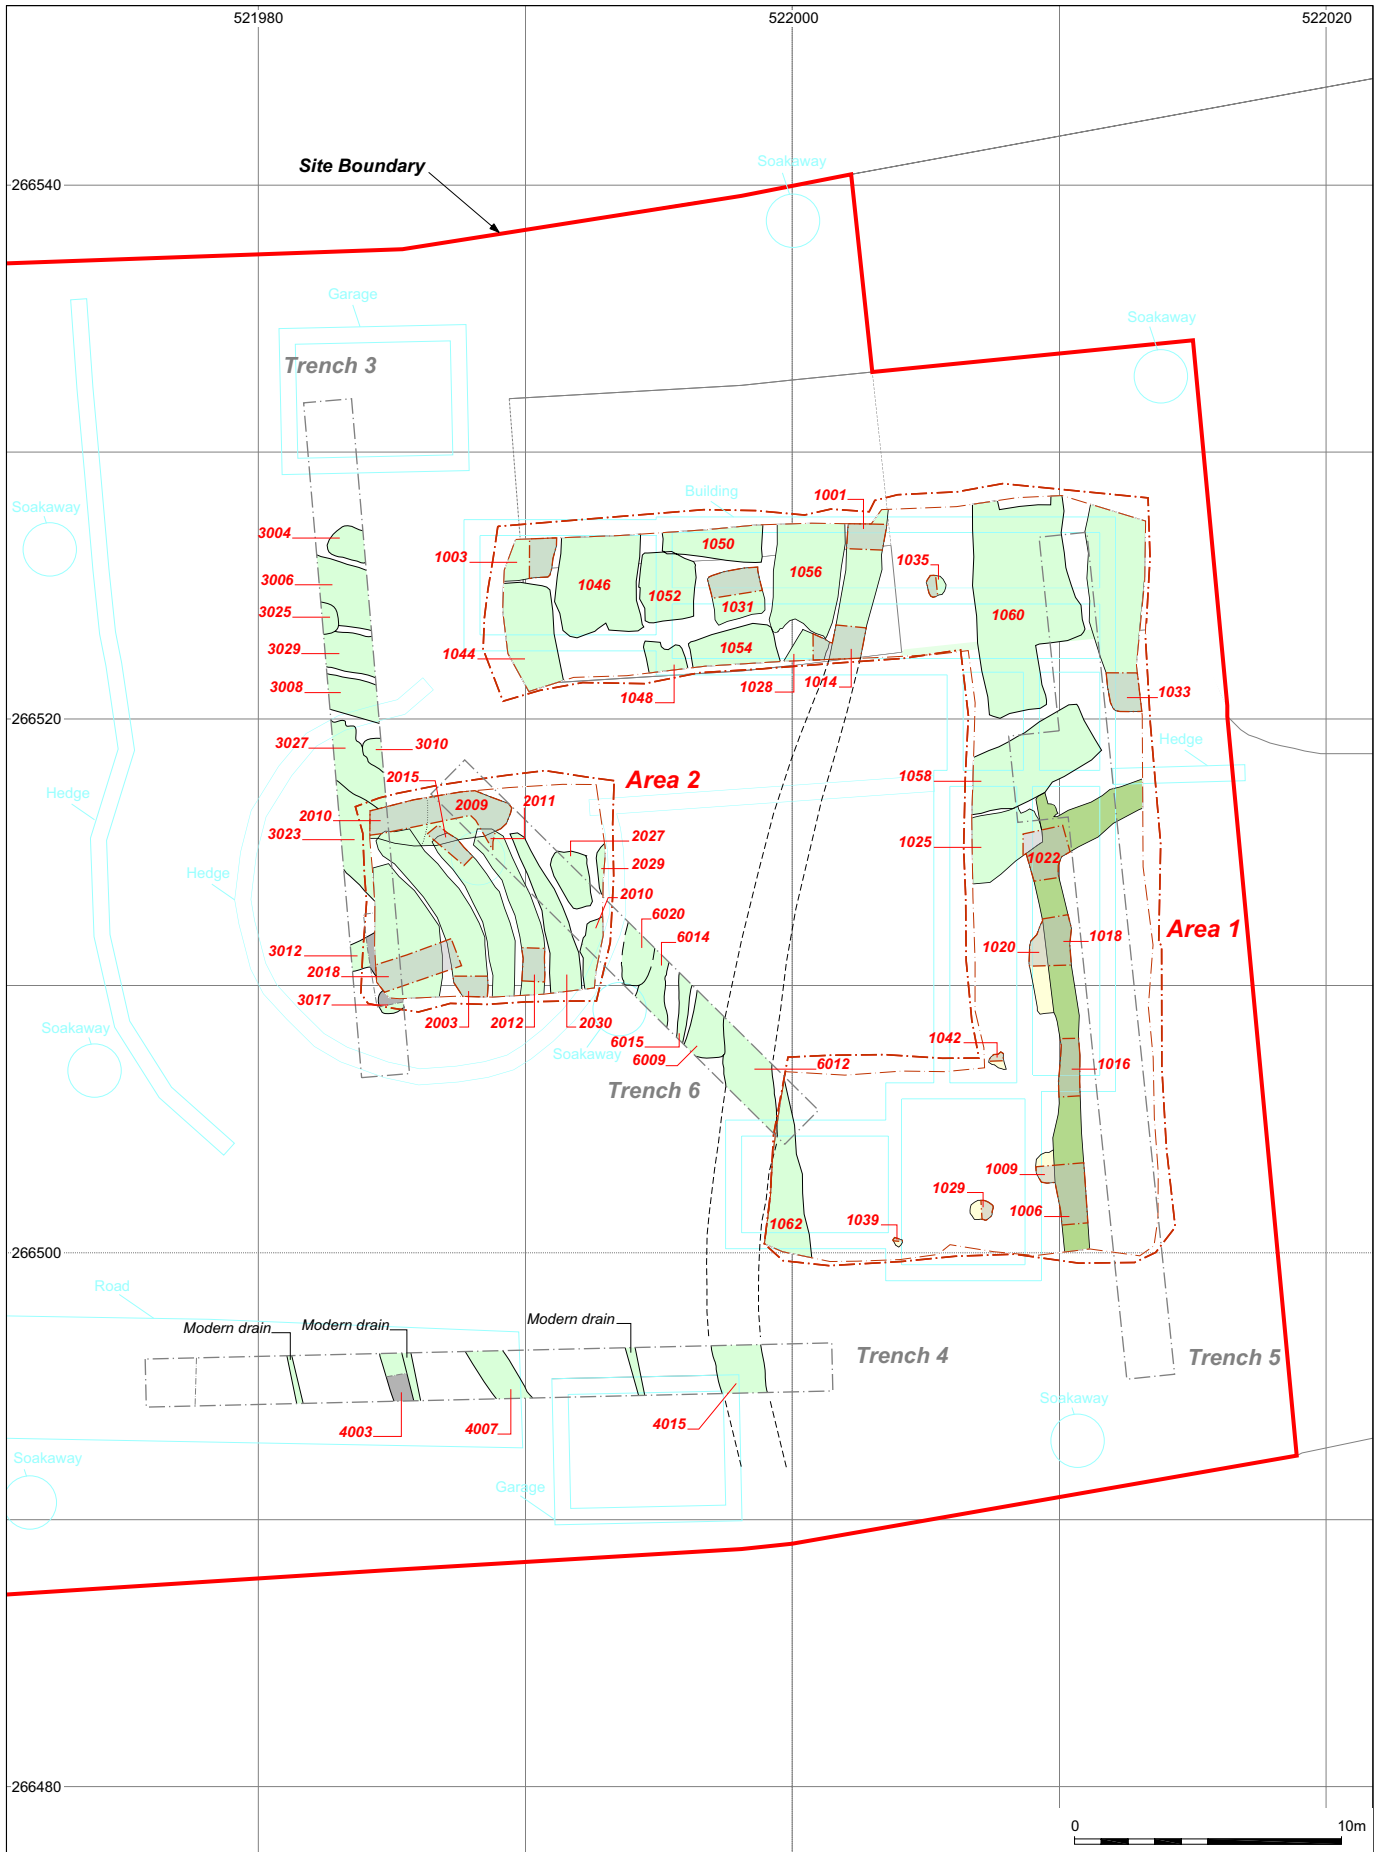 521980
522000
522020
Soakaway
Site Boundary
266540
Garage
Soakaway
Trench 3
Building
1001
Soakaway
3004
1050
1003
1035
1046
1056
3006
1052
1031
3025
1060
3029
1054
1044
3008
1048
1028
1014
1033
266520
3027
3010
Hedge
2015
Area 2
1058
Hedge
2009
2011
2010
3023
2027
1025
2029
1022
Hedge
2010
6020
6014
1020
1018
Area 1
3012
2018
3017
2003
2012
2030
Soakaway
6015
6009
Soakaway
1042
6012
1016
Trench 6
1009
1029
1006
1062
1039
266500
Road
Modern drain
Modern drain
Modern drain
Trench 4
Trench 5
4003
4007
4015
Soakaway
Soakaway
Garage
266480
0 10m